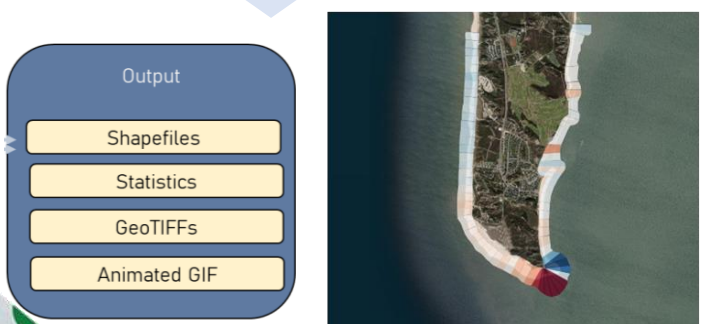 Output
Shapefiles
Statistics
GeoTIFFs
Animated GIF